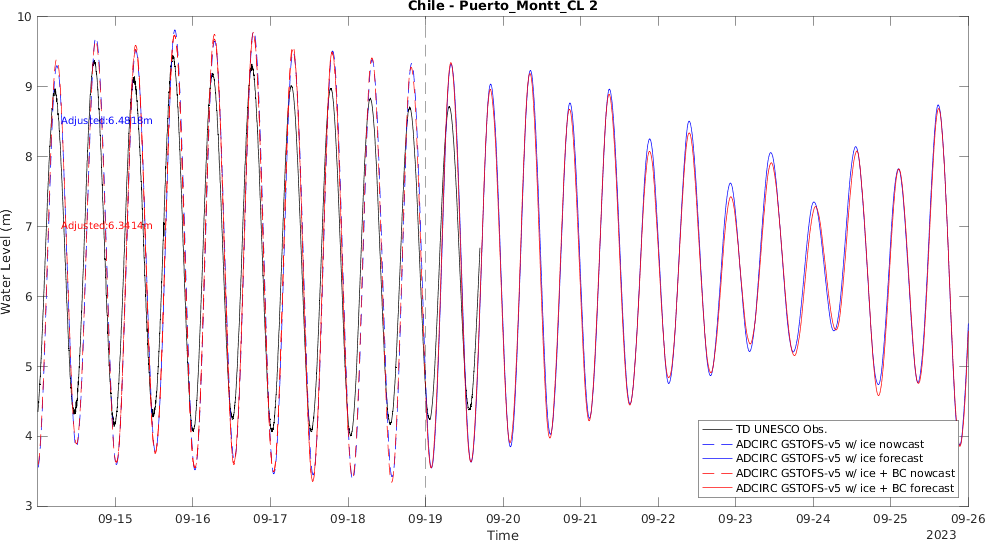 Chile - Puerto_Montt_CL 2
Water Level (m)
10
9
8
7
6
5
4
3
Adjusted:6.4818m
Adjusted:6.3414m
TD UNESCO Obs.
ADCIRC GSTOFS-v5 w/ ice nowcast
ADCIRC GSTOFS-v5 w/ ice forecast
ADCIRC GSTOFS-v5 w/ ice + BC nowcast
ADCIRC GSTOFS-v5 w/ ice + BC forecast
09-15 09-16 09-17 09-18 09-19 09-20 09-21 09-22 09-23 09-24 09-25 09-26
Time
2023